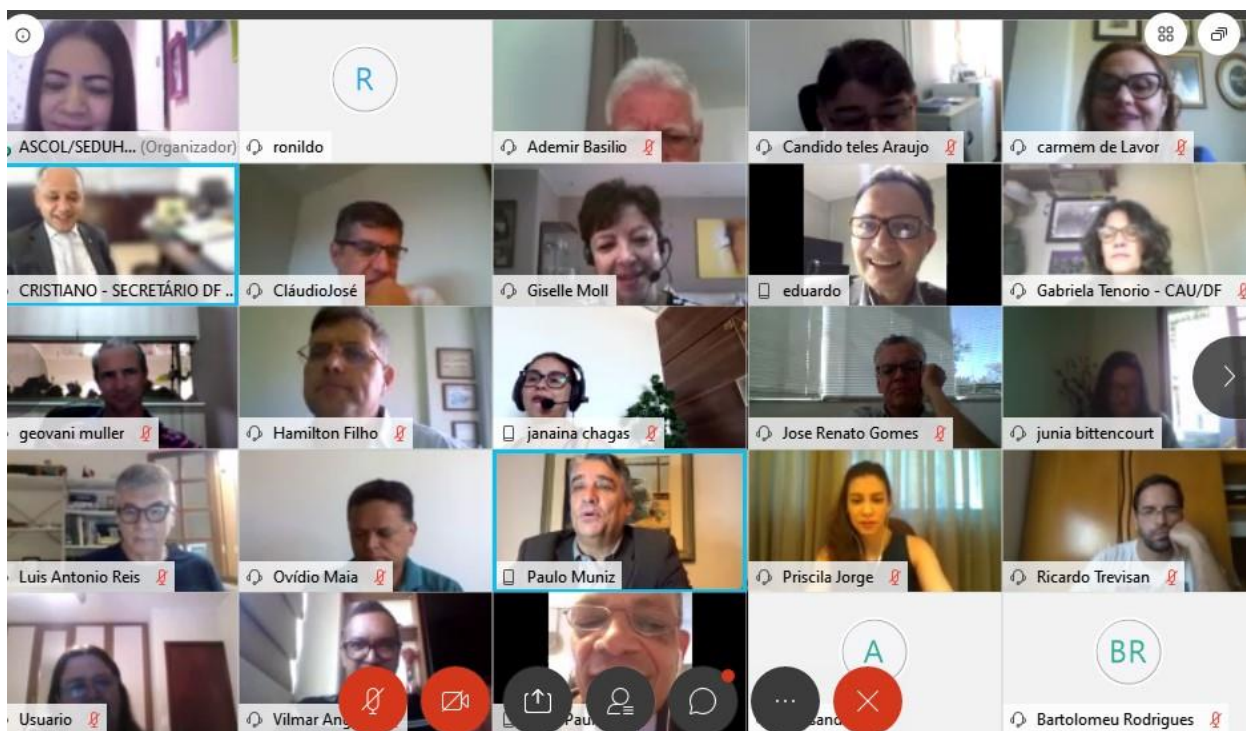 ASCOL/SEDUH... (Organizador)
R
ronildo
Ademir Basilio
Candido teles Araujo
carmem de Lavor
CRISTIANO - SECRETÁRIO DF ..
CláudioJosé
Giselle Moll
eduardo
Gabriela Tenorio - CAU/DF
geovani muller
Hamilton Filho
janaina chagas
Jose Renato Gomes
junia bittencourt
Luis Antonio Reis
Ovídio Maia
Paulo Muniz
Priscila Jorge
Ricardo Trevisan
A
BR
Usuario
Vilmar
Bartolomeu Rodrigues